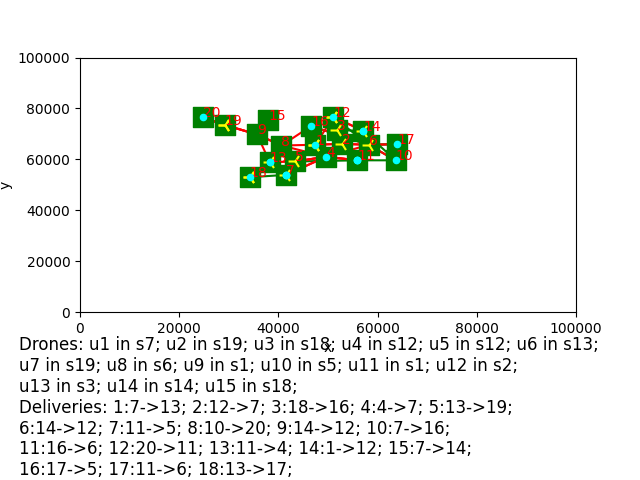 100000
80000
60000
40000
20000
0
0 20000 40000 60000 80000 100000
x
y
Drones: u1 in s7; u2 in s19; u3 in s18; u4 in s12; u5 in s12; u6 in s13;
u7 in s19; u8 in s6; u9 in s1; u10 in s5; u11 in s1; u12 in s2;
u13 in s3; u14 in s14; u15 in s18;
Deliveries: 1:7->13; 2:12->7; 3:18->16; 4:4->7; 5:13->19;
6:14->12; 7:11->5; 8:10->20; 9:14->12; 10:7->16;
11:16->6; 12:20->11; 13:11->4; 14:1->12; 15:7->14;
16:17->5; 17:11->6; 18:13->17;